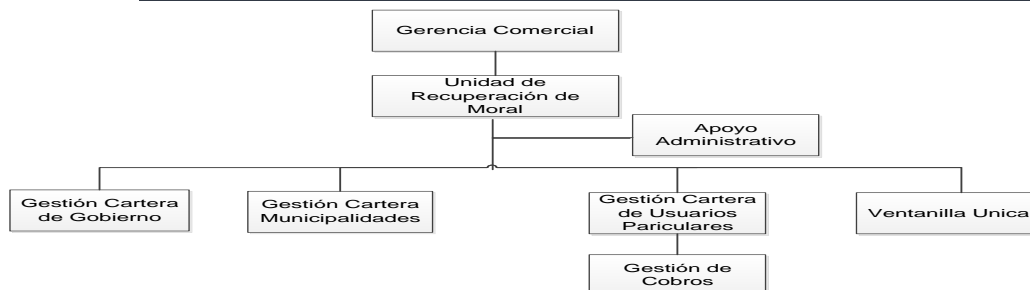 Gerencia Comercial
Unidad de
Recuperación de
Moral
Apoyo
Administrativo
Gestión Cartera
de Gobierno
Gestión Cartera
Municipalidades
Gestión Cartera
de Usuarios
Pariculares
Ventanilla Unica
Gestión de
Cobros